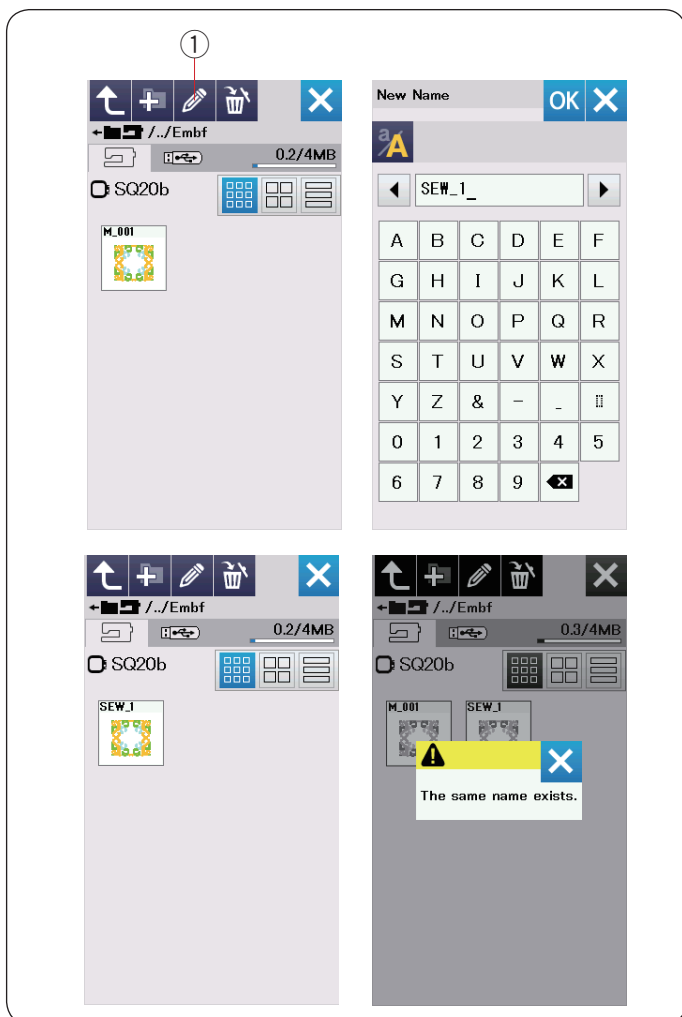 ①
New Name
OK
/../Embf
0.2/4MB
SQ20b
M_001
a/A
SEW_1_
A B C D E F
G H I J K L
M N O P Q R
S T U V W X
Y Z & – _
0 1 2 3 4 5
6 7 8 9
/../Embf
0.2/4MB
SQ20b
SEW_1
/../Embf
0.3/4MB
SQ20b
M_001 SEW_1
The same name exists.